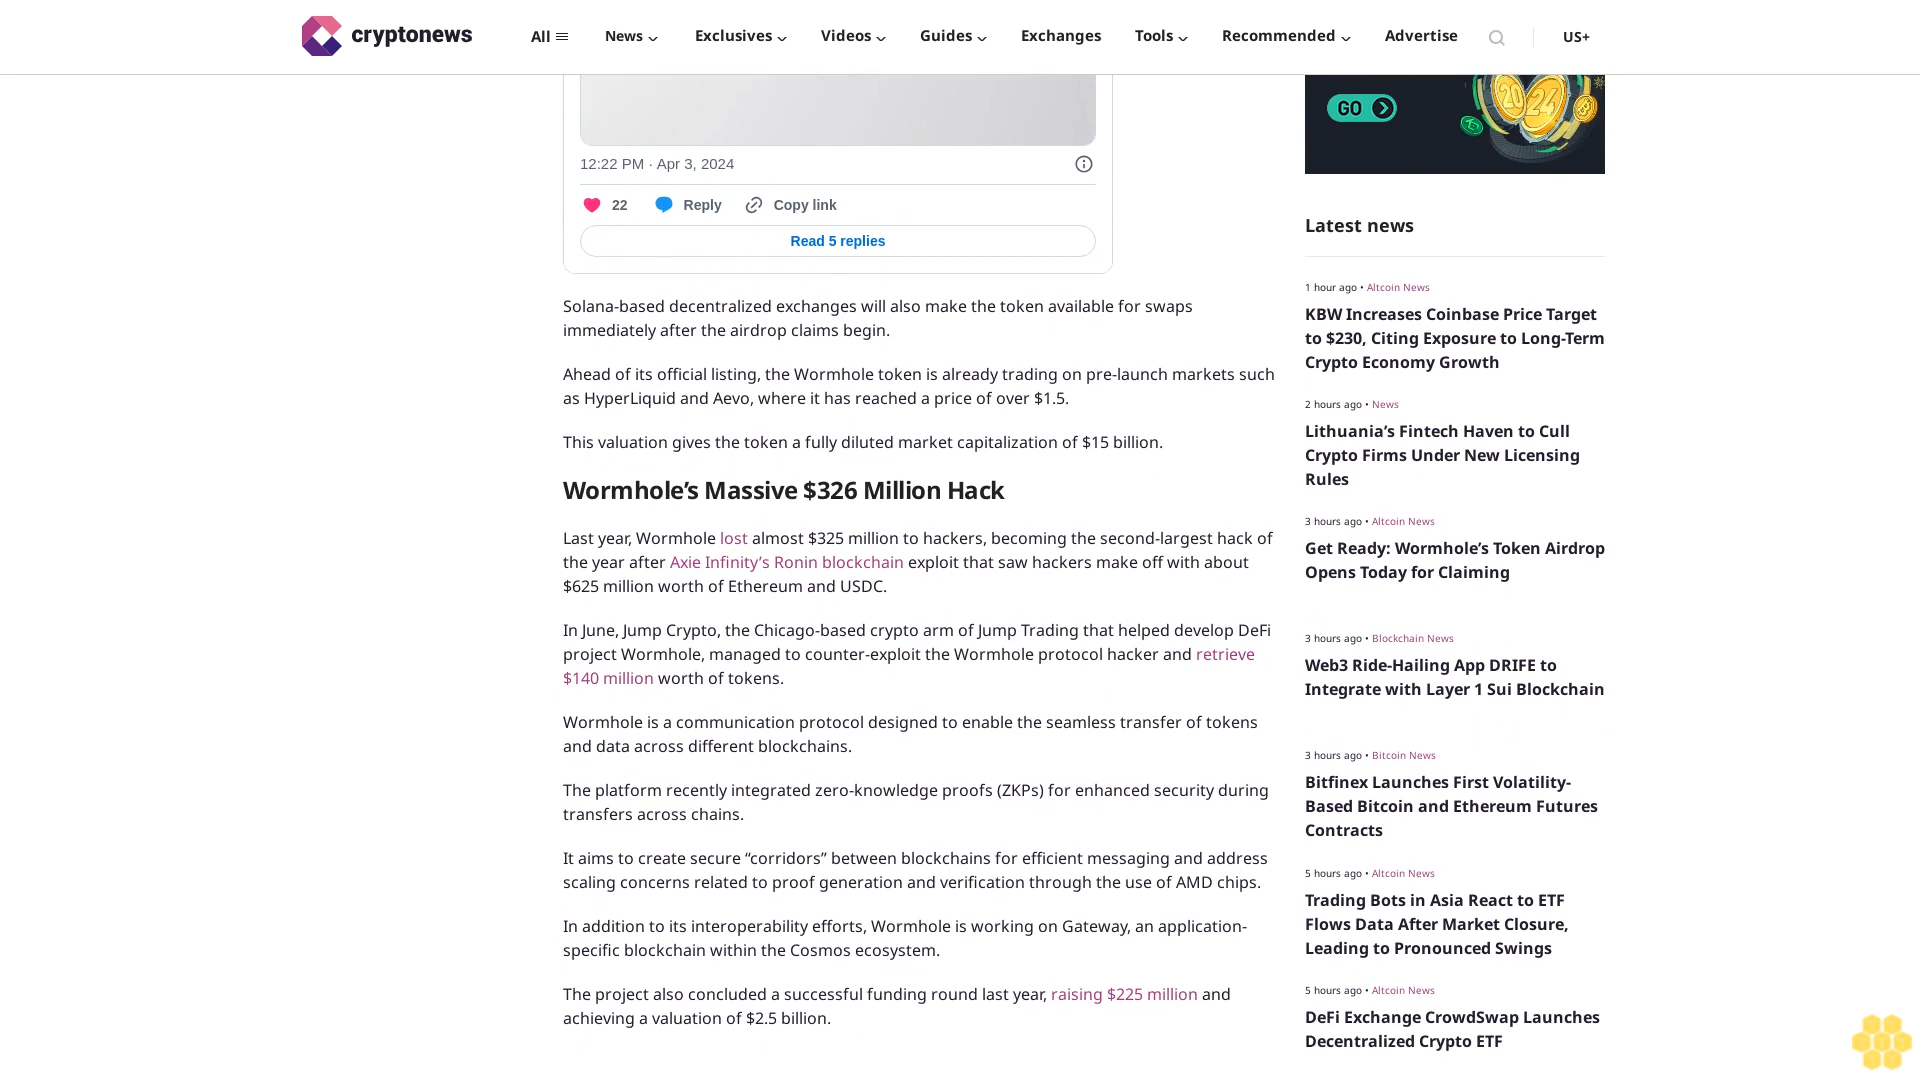 cryptonews
All
News
Exclusives
Videos
Guides
Exchanges
Tools
Recommended
Advertise
US+
12:22 PM · Apr 3, 2024
22
Reply
Copy link
Read 5 replies
Solana-based decentralized exchanges will also make the token available for swaps
immediately after the airdrop claims begin.
Ahead of its official listing, the Wormhole token is already trading on pre-launch markets such
as HyperLiquid and Aevo, where it has reached a price of over $1.5.
This valuation gives the token a fully diluted market capitalization of $15 billion.
Wormhole’s Massive $326 Million Hack
Last year, Wormhole lost almost $325 million to hackers, becoming the second-largest hack of
the year after Axie Infinity’s Ronin blockchain exploit that saw hackers make off with about
$625 million worth of Ethereum and USDC.
In June, Jump Crypto, the Chicago-based crypto arm of Jump Trading that helped develop DeFi
project Wormhole, managed to counter-exploit the Wormhole protocol hacker and retrieve
$140 million worth of tokens.
Wormhole is a communication protocol designed to enable the seamless transfer of tokens
and data across different blockchains.
The platform recently integrated zero-knowledge proofs (ZKPs) for enhanced security during
transfers across chains.
It aims to create secure “corridors” between blockchains for efficient messaging and address
scaling concerns related to proof generation and verification through the use of AMD chips.
In addition to its interoperability efforts, Wormhole is working on Gateway, an application-
specific blockchain within the Cosmos ecosystem.
The project also concluded a successful funding round last year, raising $225 million and
achieving a valuation of $2.5 billion.
GO
20
24
Latest news
1 hour ago • Altcoin News
KBW Increases Coinbase Price Target
to $230, Citing Exposure to Long-Term
Crypto Economy Growth
2 hours ago • News
Lithuania’s Fintech Haven to Cull
Crypto Firms Under New Licensing
Rules
3 hours ago • Altcoin News
Get Ready: Wormhole’s Token Airdrop
Opens Today for Claiming
3 hours ago • Blockchain News
Web3 Ride-Hailing App DRIFE to
Integrate with Layer 1 Sui Blockchain
3 hours ago • Bitcoin News
Bitfinex Launches First Volatility-
Based Bitcoin and Ethereum Futures
Contracts
5 hours ago • Altcoin News
Trading Bots in Asia React to ETF
Flows Data After Market Closure,
Leading to Pronounced Swings
5 hours ago • Altcoin News
DeFi Exchange CrowdSwap Launches
Decentralized Crypto ETF